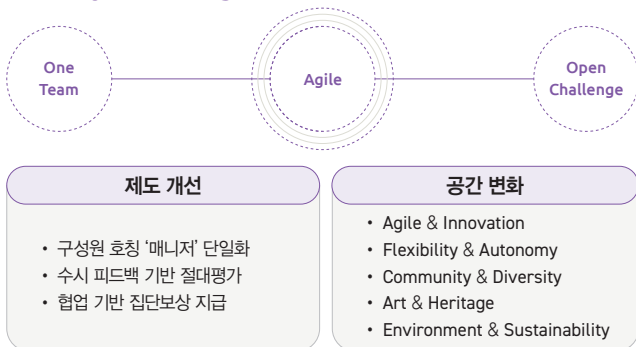 One
Team
Agile
Open
Challenge
제도 개선
• 구성원 호칭 ‘매니저’ 단일화
• 수시 피드백 기반 절대평가
• 협업 기반 집단보상 지급
공간 변화
• Agile & Innovation
• Flexibility & Autonomy
• Community & Diversity
• Art & Heritage
• Environment & Sustainability